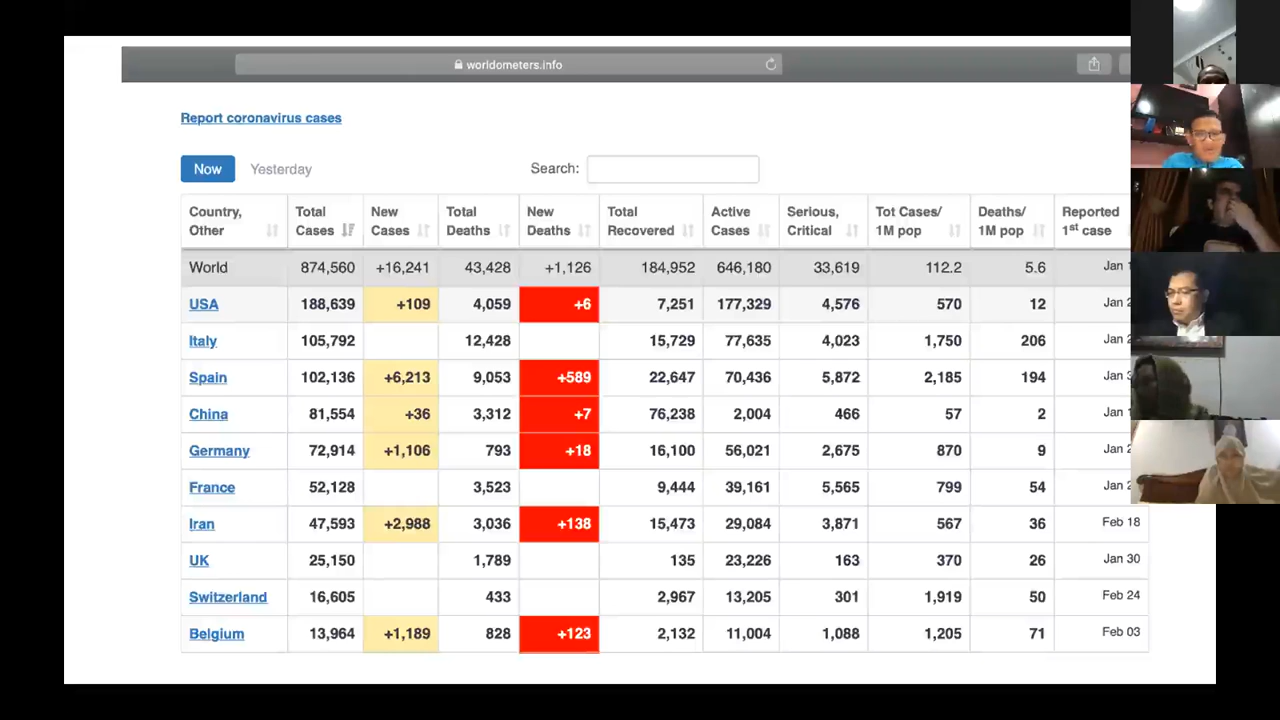 worldometers.info
Report coronavirus cases
Now Yesterday Search:
Country, Other Total Cases New Cases Total Deaths New Deaths Total Recovered Active Cases Serious, Critical Tot Cases/ 1M pop Deaths/ 1M pop Reported 1st case
World 874,560 +16,241 43,428 +1,126 184,952 646,180 33,619 112.2 5.6 Jan
USA 188,639 +109 4,059 +6 7,251 177,329 4,576 570 12 Jan
Italy 105,792 12,428 15,729 77,635 4,023 1,750 206
Spain 102,136 +6,213 9,053 +589 22,647 70,436 5,872 2,185 194 Jan
China 81,554 +36 3,312 +7 76,238 2,004 466 57 2 Jan
Germany 72,914 +1,106 793 +18 16,100 56,021 2,675 870 9 Jan
France 52,128 3,523 9,444 39,161 5,565 799 54 Jan
Iran 47,593 +2,988 3,036 +138 15,473 29,084 3,871 567 36 Feb 18
UK 25,150 1,789 135 23,226 163 370 26 Jan 30
Switzerland 16,605 433 2,967 13,205 301 1,919 50 Feb 24
Belgium 13,964 +1,189 828 +123 2,132 11,004 1,088 1,205 71 Feb 03